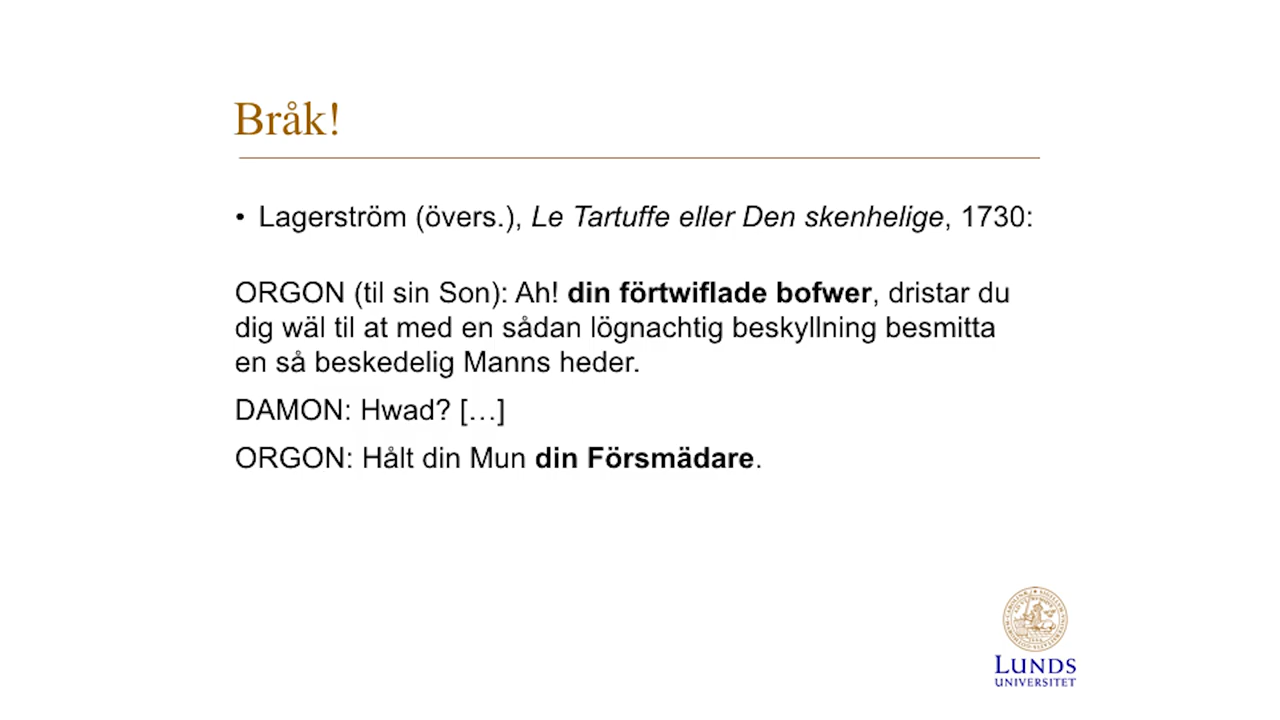 Bråk!
• Lagerström (övers.), Le Tartuffe eller Den skenhelige, 1730:
ORGON (til sin Son): Ah! din förtwiflade bofwer, dristar du
dig wäl til at med en sådan lögnachtig beskyllning besmitta
en så beskedelig Manns heder.
DAMON: Hwad? […]
ORGON: Hålt din Mun din Försmädare.
LUNDS
UNIVERSITET